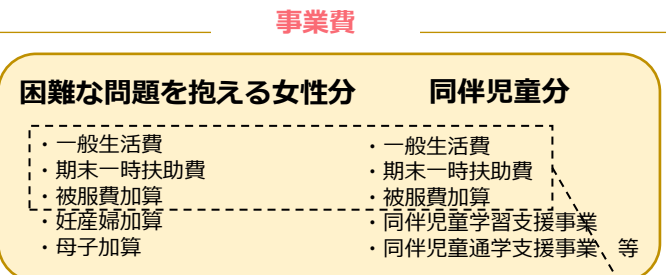 事業費
困難な問題を抱える女性分
・一般生活費
・期末一時扶助費
・被服費加算
・妊産婦加算
・母子加算
同伴児童分
・一般生活費
・期末一時扶助費
・被服費加算
・同伴児童学習支援事業
・同伴児童通学支援事業 等